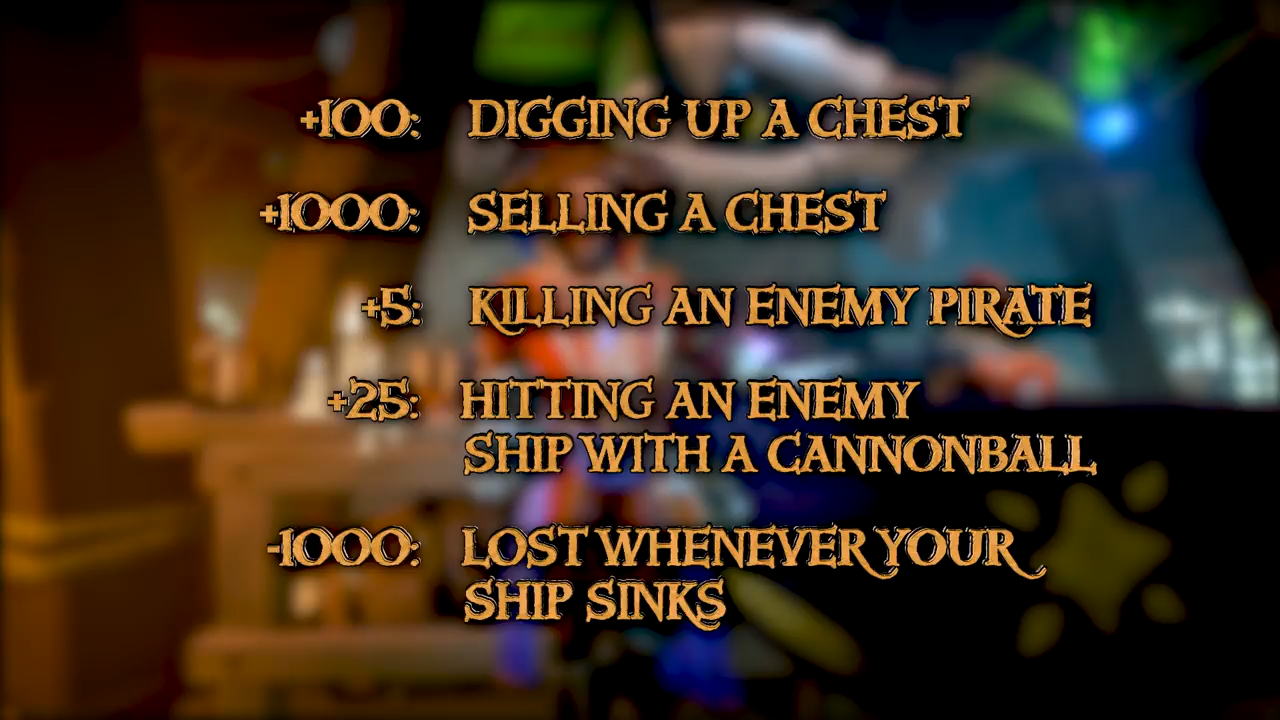 +100: DIGGING UP A CHEST
+1000: SELLING A CHEST
+5: KILLING AN ENEMY PIRATE
+25: HITTING AN ENEMY
SHIP WITH A CANNONBALL
-1000: LOST WHENEVER YOUR
SHIP SINKS